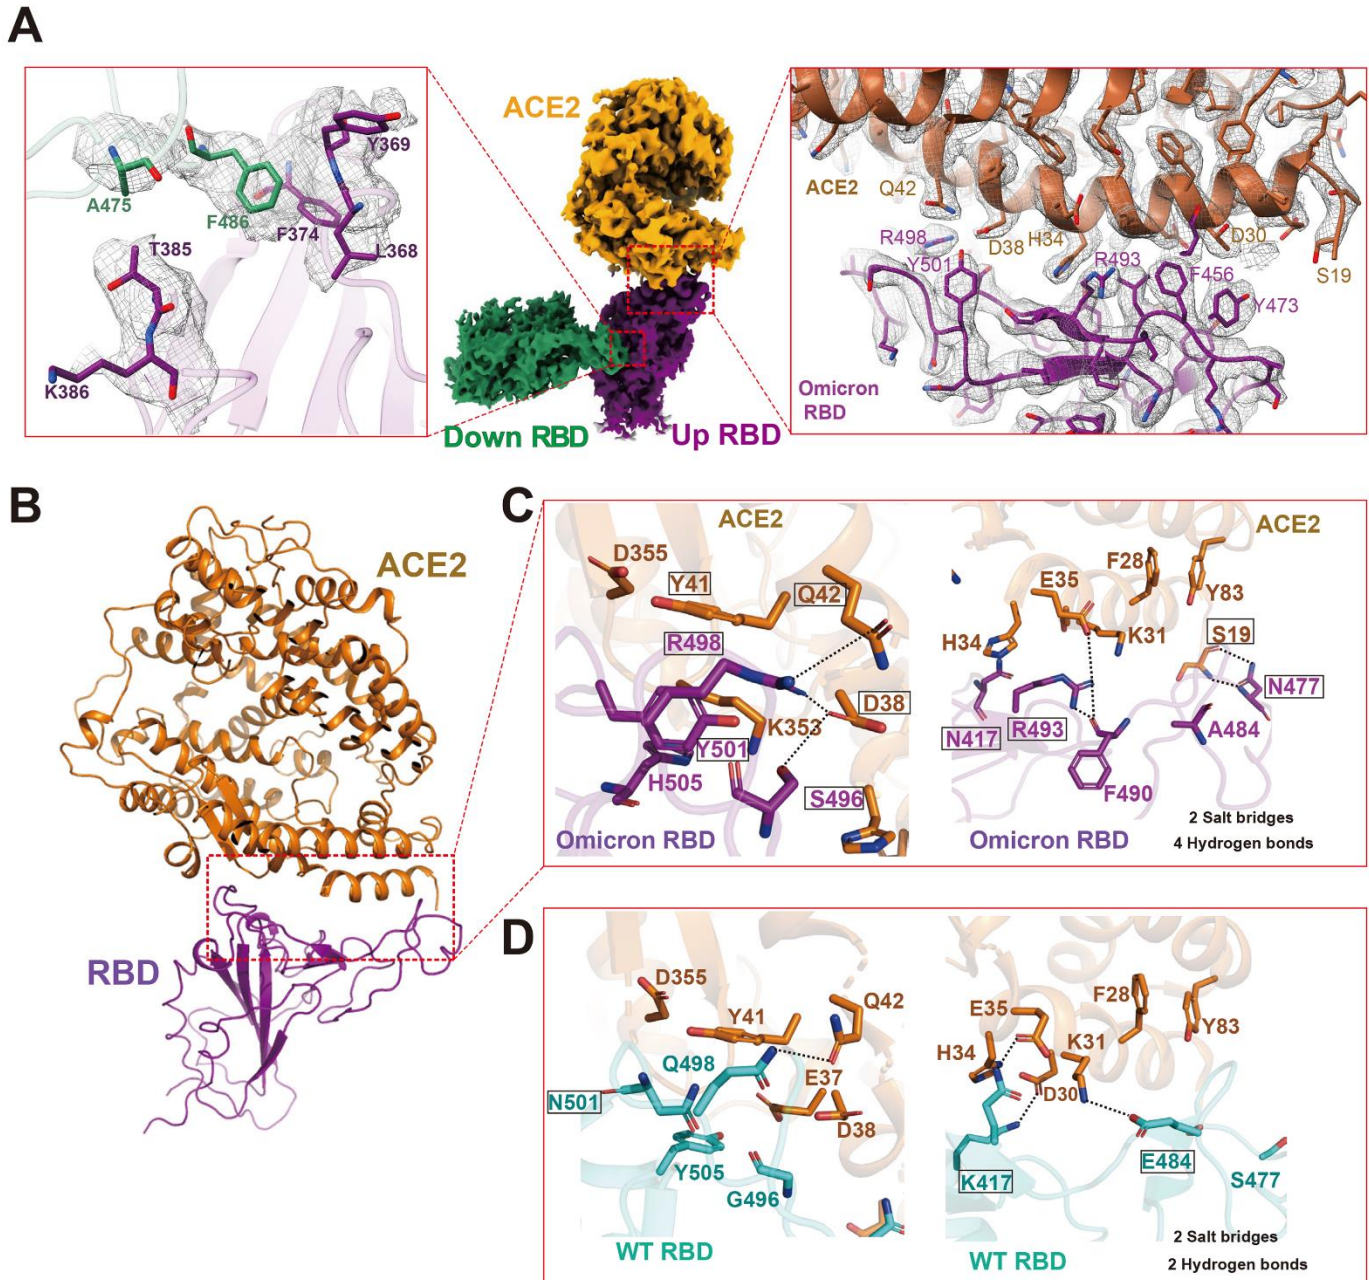 A
ACE2
Y369
A475
F486
F374
T385
L368
K386
Down RBD
Up RBD
ACE2
Q42
R498
Y501
D38
H34
R493
D30
F456
S19
Y473
Omicron
RBD
B
ACE2
RBD
C
ACE2
D355
Y41
Q42
R498
D38
K353
Y501
H505
S496
Omicron RBD
ACE2
F28
E35
Y83
K31
H34
S19
N477
N417
R493
A484
F490
2 Salt bridges
Omicron RBD
4 Hydrogen bonds
D
D355
Q42
Y41
Q498
E37
N501
D38
Y505
G496
WT RBD
F28
E35
Y83
K31
H34
D30
E484
K417
S477
2 Salt bridges
WT RBD
2 Hydrogen bonds